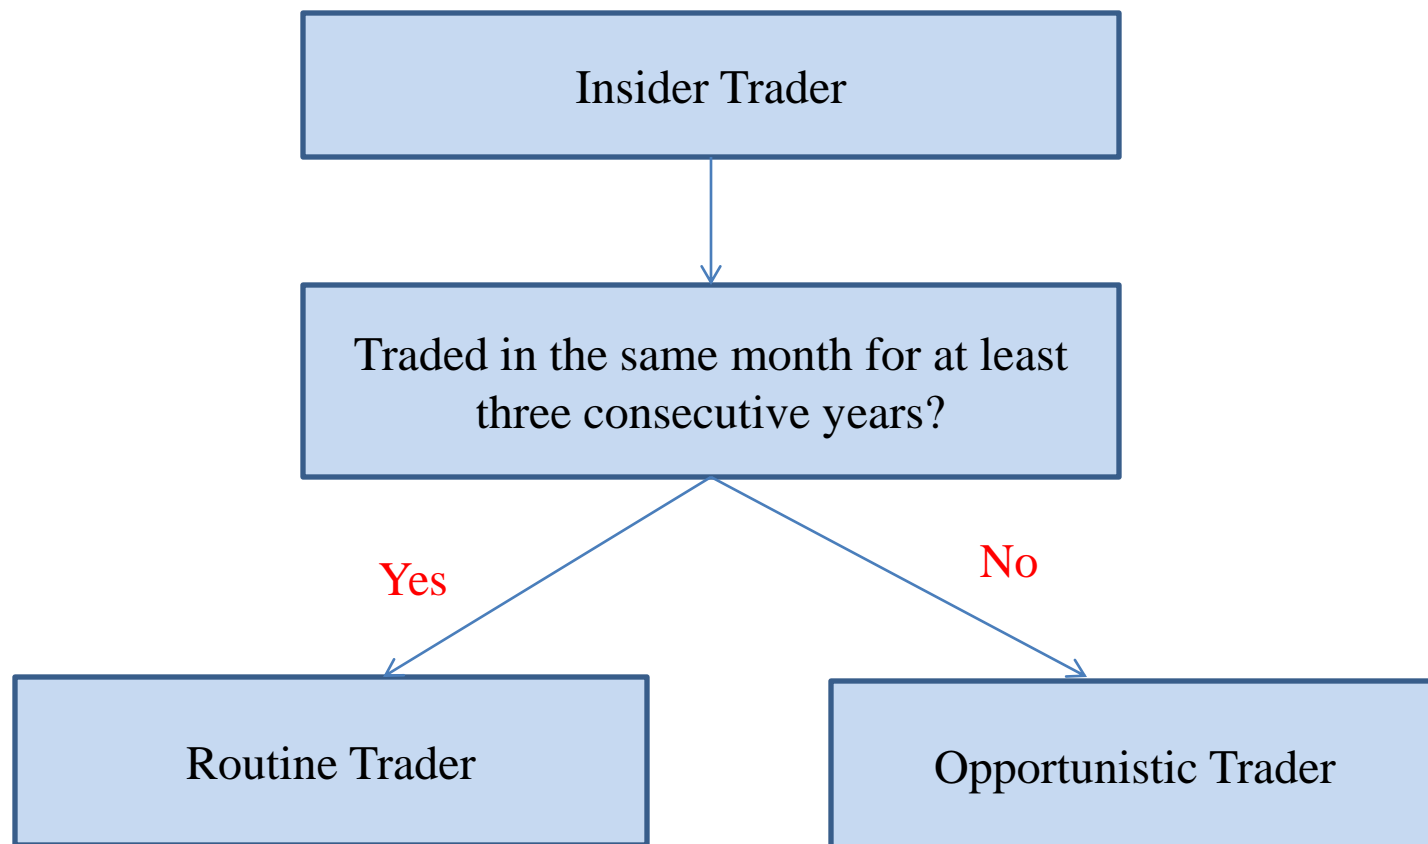 Insider Trader
Traded in the same month for at least
three consecutive years?
Yes
No
Routine Trader
Opportunistic Trader